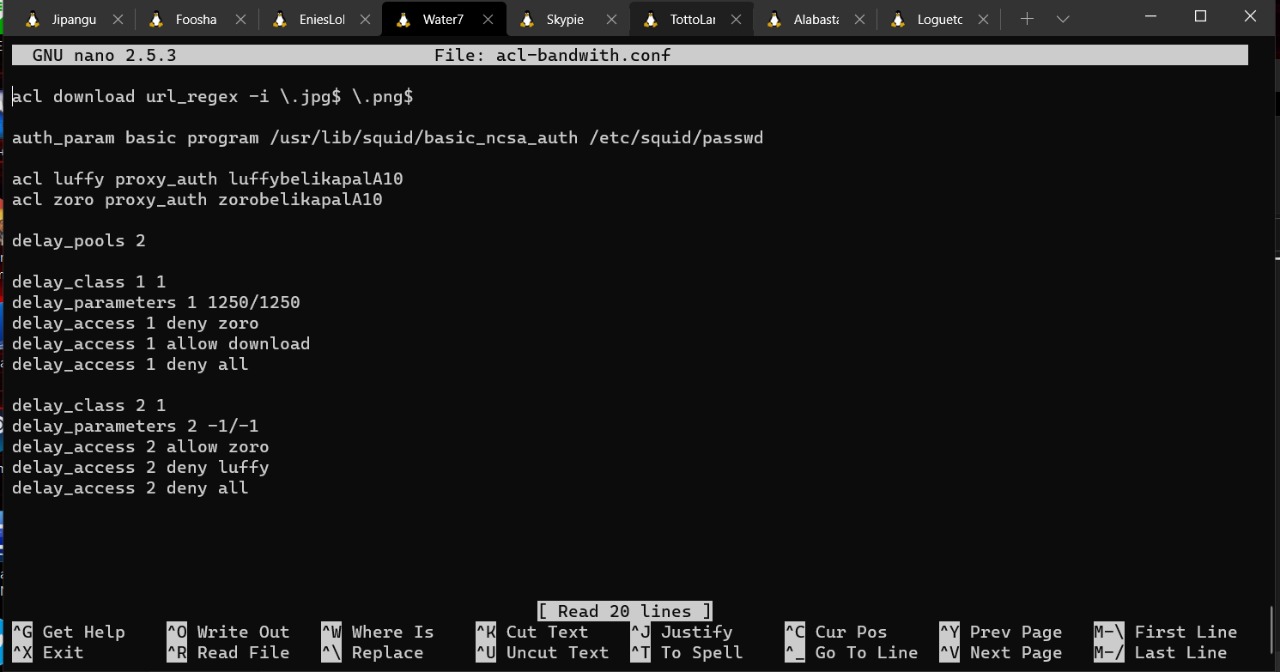 Jipangu Foosha EniesLol Water7 Skypie TottoLar Alabasta Loguetc
GNU nano 2.5.3 File: acl-bandwith.conf
acl download url_regex -i \.jpg$ \.png$
auth_param basic program /usr/lib/squid/basic_ncsa_auth /etc/squid/passwd
acl luffy proxy_auth luffybelikapalA10
acl zoro proxy_auth zorobelikapalA10
delay_pools 2
delay_class 1 1
delay_parameters 1 1250/1250
delay_access 1 deny zoro
delay_access 1 allow download
delay_access 1 deny all
delay_class 2 1
delay_parameters 2 -1/-1
delay_access 2 allow zoro
delay_access 2 deny luffy
delay_access 2 deny all
[ Read 20 lines ]
^G Get Help ^O Write Out ^W Where Is ^K Cut Text ^J Justify ^C Cur Pos ^Y Prev Page M-\ First Line
^X Exit ^R Read File ^\ Replace ^U Uncut Text ^T To Spell ^_ Go To Line ^V Next Page M-/ Last Line